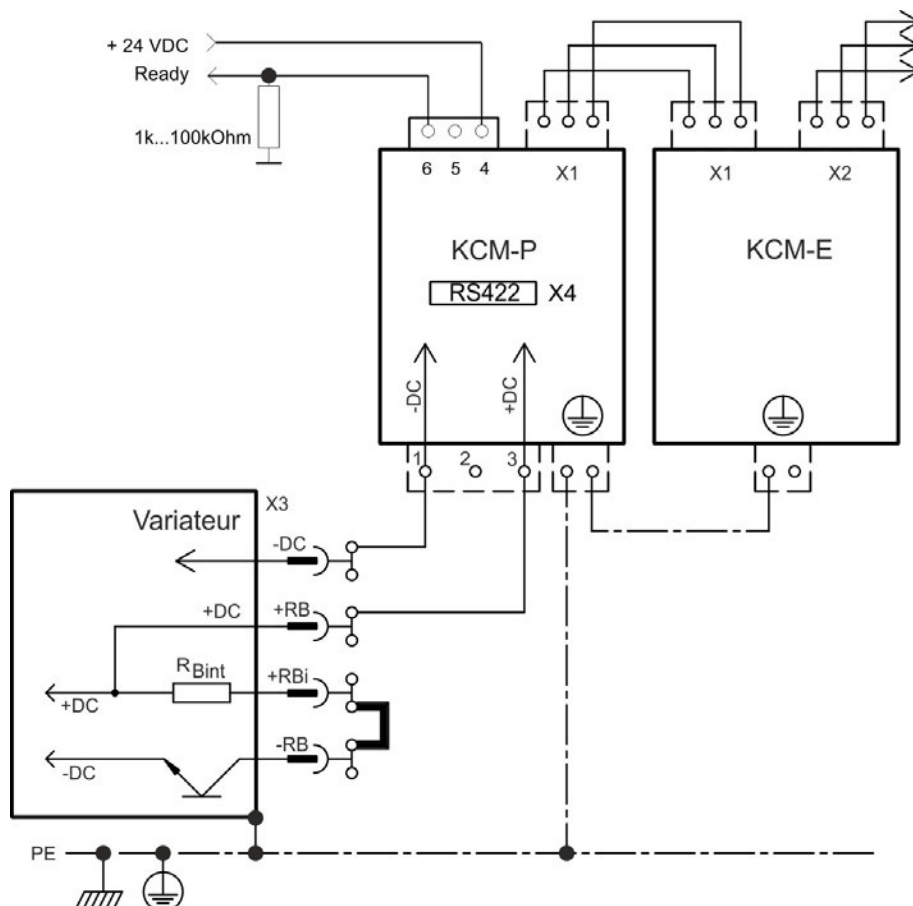 + 24 VDC
Ready
1k...100kOhm
6 5 4
X1
X1
X2
KCM-P
KCM-E
RS422 X4
-DC
+DC
1 2 3
Variateur
X3
-DC
+DC
+RB
RBint
+RBi
+DC
-RB
-DC
PE